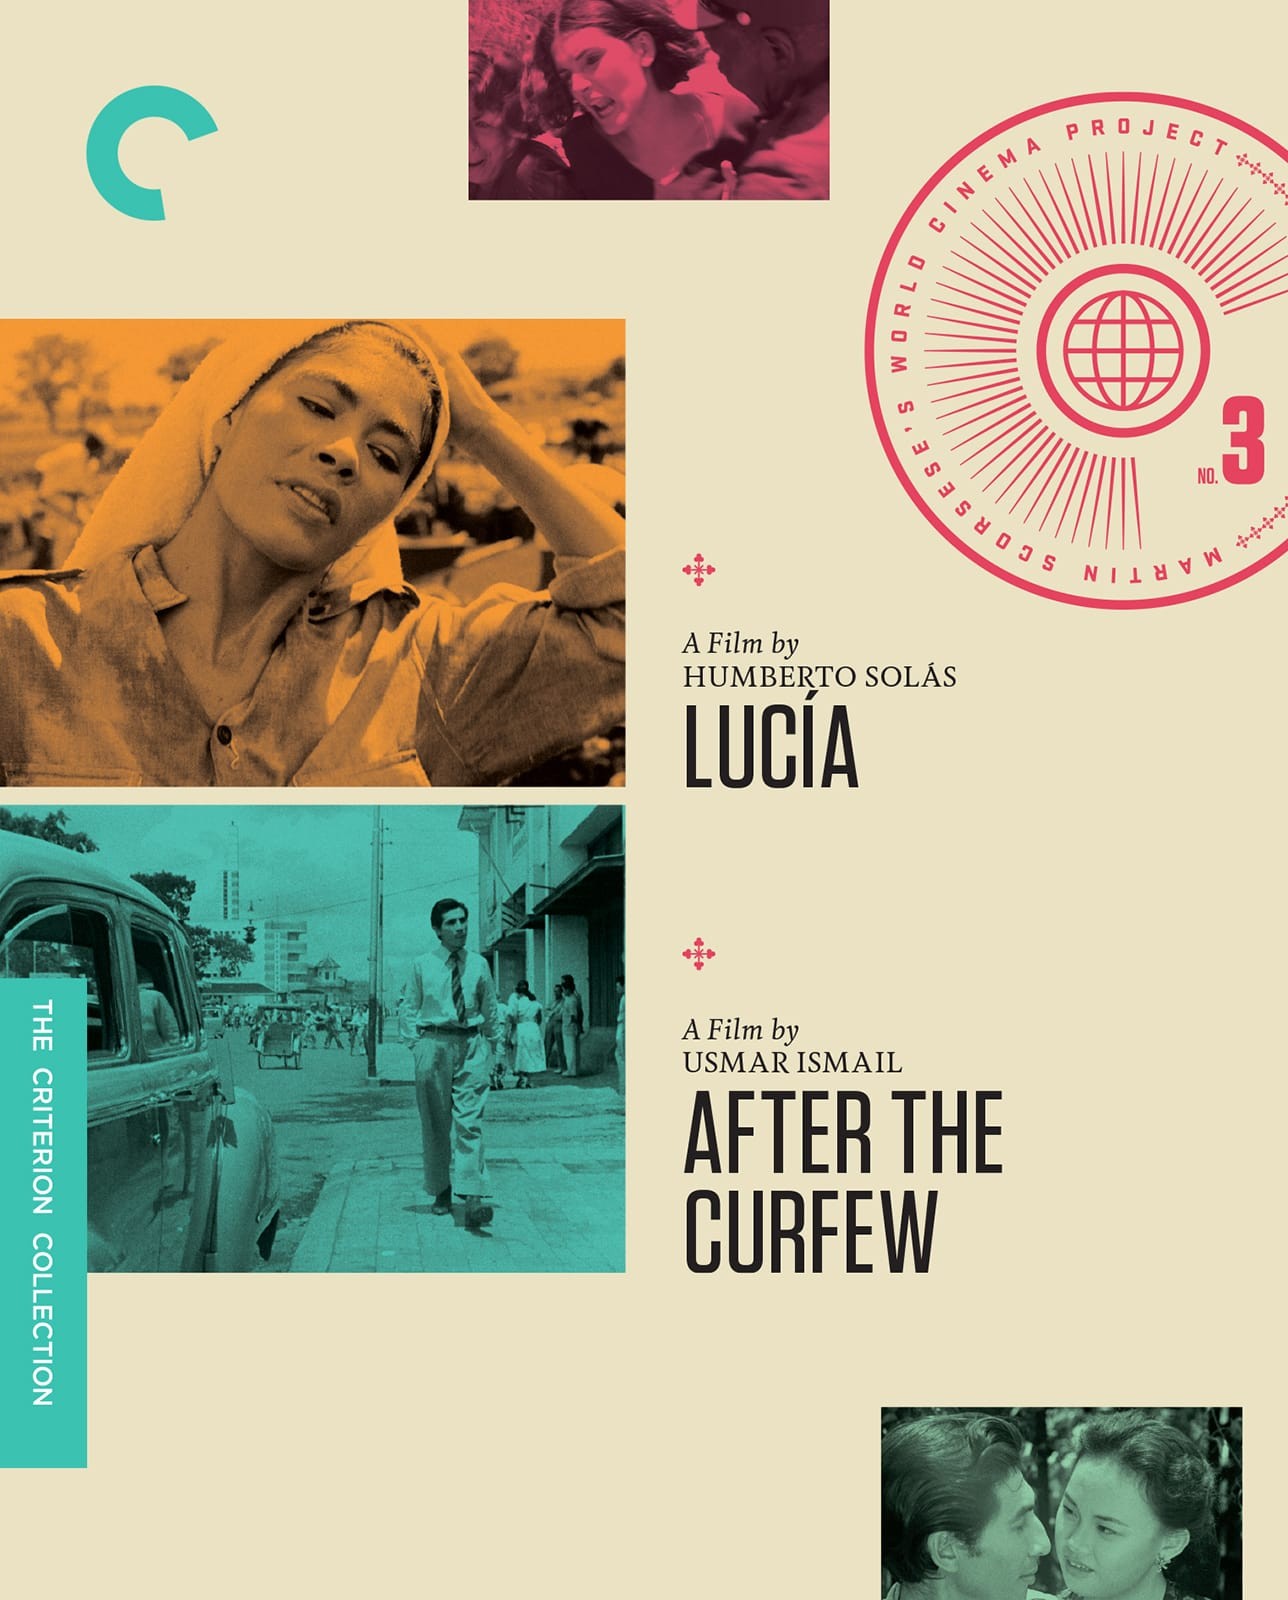 MARTIN SCORSESE'S WORLD CINEMA PROJECT
NO. 3
A Film by
HUMBERTO SOLÁS
LUCÍA
A Film by
USMAR ISMAIL
AFTER THE
CURFEW
THE CRITERION COLLECTION